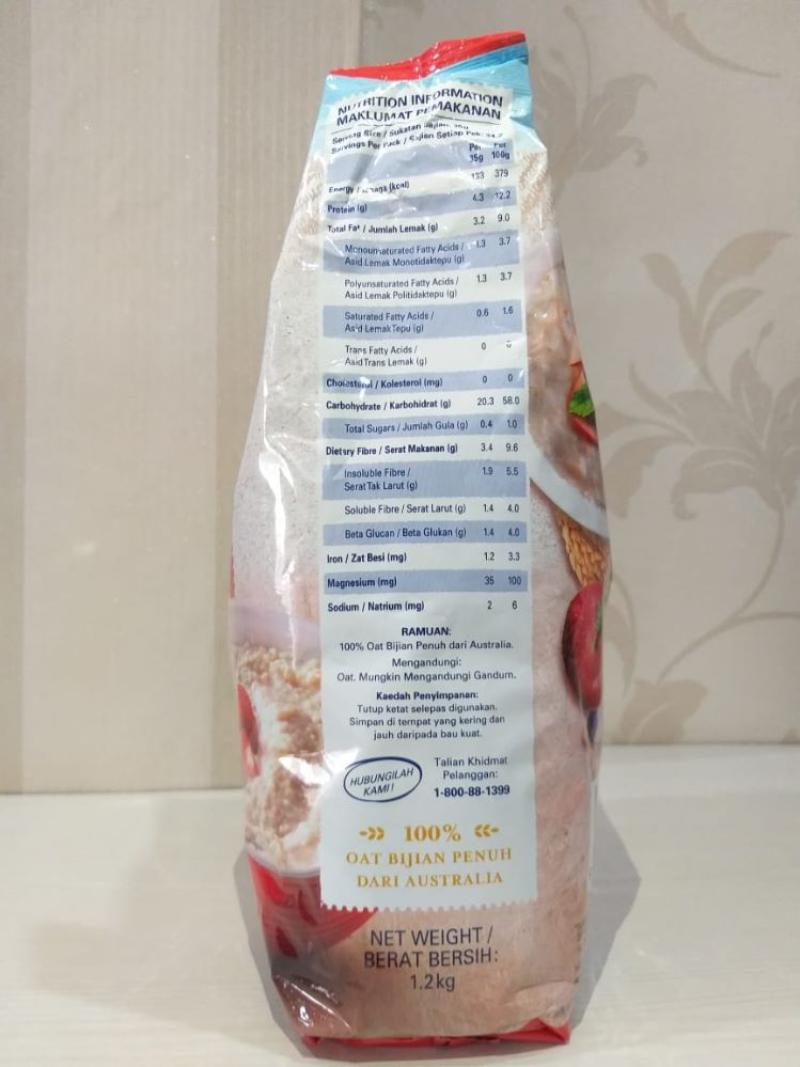 NUTRITION INFORMATION
MAKLUMAT PEMAKANAN
Serving Size / Sukatan
Servings Per Pack / Sajian Setiap
Per Per
35g 100g
Energy / (kcal) 133 379
Protein (g) 4.3 12.2
Total Fat / Jumlah Lemak (g) 3.2 9.0
Monounsaturated Fatty Acids / 1.3 3.7
Asid Lemak Monotidaktepu (g)
Polyunsaturated Fatty Acids / 1.3 3.7
Asid Lemak Politidaktepu (g)
Saturated Fatty Acids / 0.6 1.6
Asid Lemak Tepu (g)
Trans Fatty Acids / 0
Asid Trans Lemak (g)
Cholesterol / Kolesterol (mg) 0 0
Carbohydrate / Karbohidrat (g) 20.3 58.0
Total Sugars / Jumlah Gula (g) 0.4 1.0
Dietary Fibre / Serat Makanan (g) 3.4 9.6
Insoluble Fibre / 1.9 5.5
Serat Tak Larut (g)
Soluble Fibre / Serat Larut (g) 1.4 4.0
Beta Glucan / Beta Glukan (g) 1.4 4.0
Iron / Zat Besi (mg) 1.2 3.3
Magnesium (mg) 35 100
Sodium / Natrium (mg) 2 6
RAMUAN:
100% Oat Bijian Penuh dari Australia.
Mengandungi:
Oat. Mungkin Mengandungi Gandum.
Kaedah Penyimpanan:
Tutup ketat selepas digunakan.
Simpan di tempat yang kering dan
jauh daripada bau kuat.
HUBUNGILAH
KAMI!
Talian Khidmat
Pelanggan:
1-800-88-1399
100%
OAT BIJIAN PENUH
DARI AUSTRALIA
NET WEIGHT /
BERAT BERSIH:
1.2kg